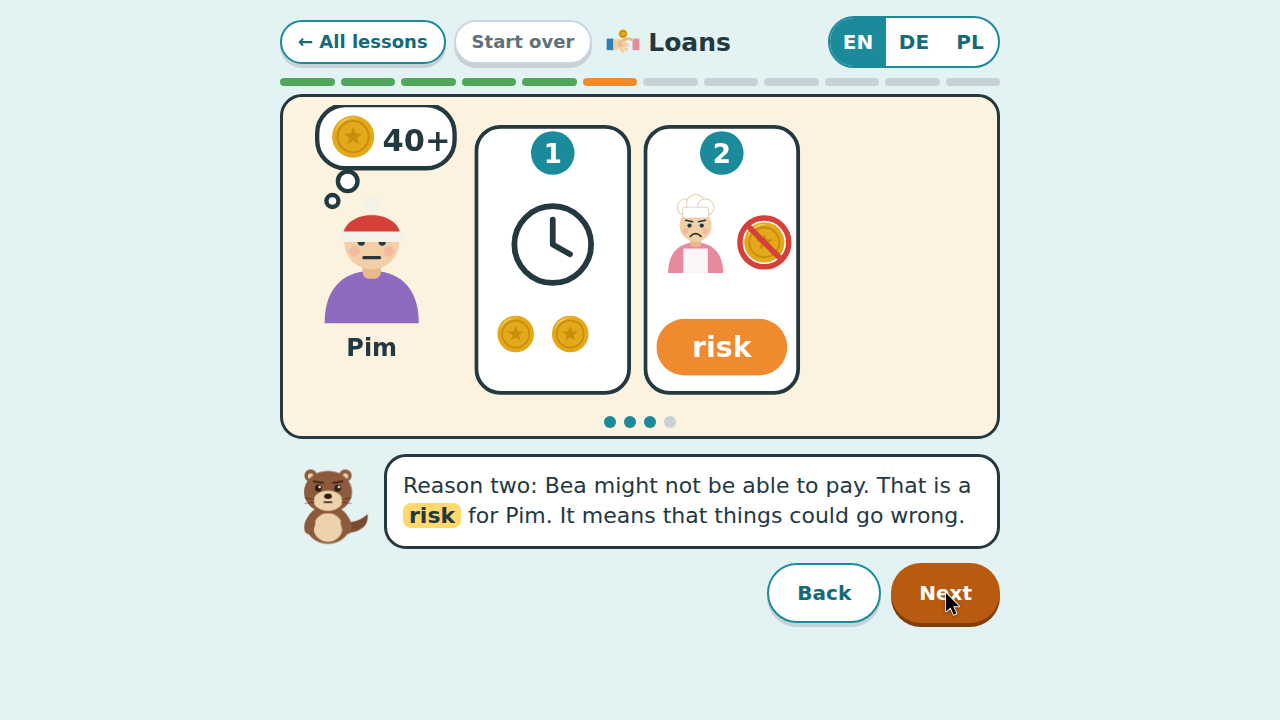 ← All lessons
Start over
Loans
EN DE PL
40+
1
2
risk
Pim
Reason two: Bea might not be able to pay. That is a
risk for Pim. It means that things could go wrong.
Back
Next